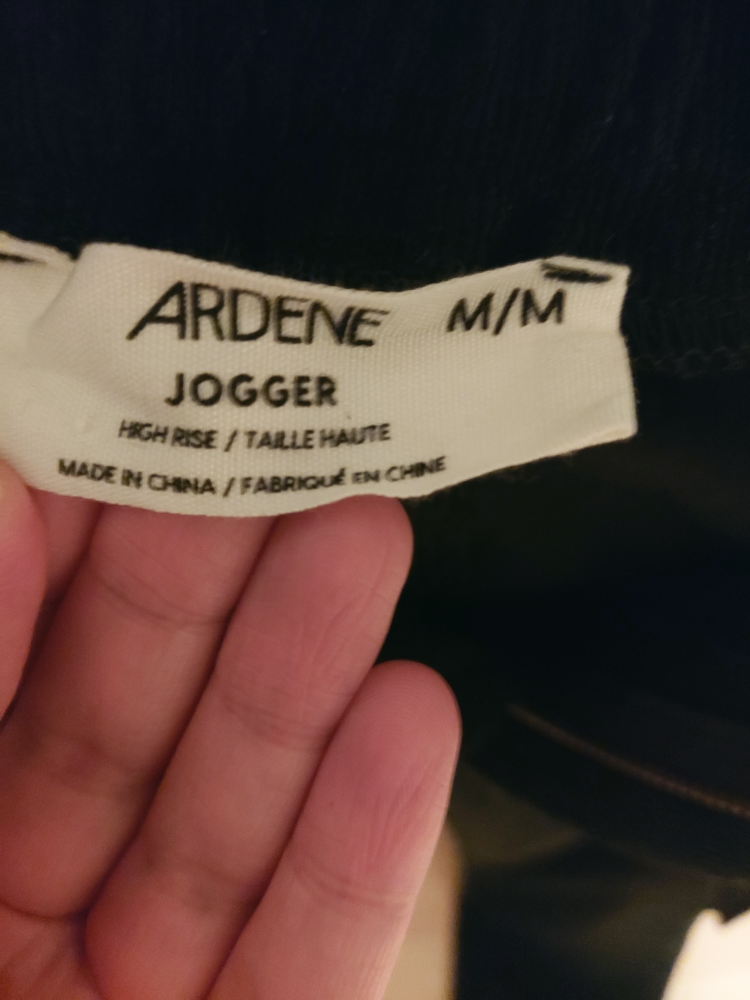 ARDENE M/M
JOGGER
HIGH RISE / TAILLE HAUTE
MADE IN CHINA / FABRIQUÉ EN CHINE